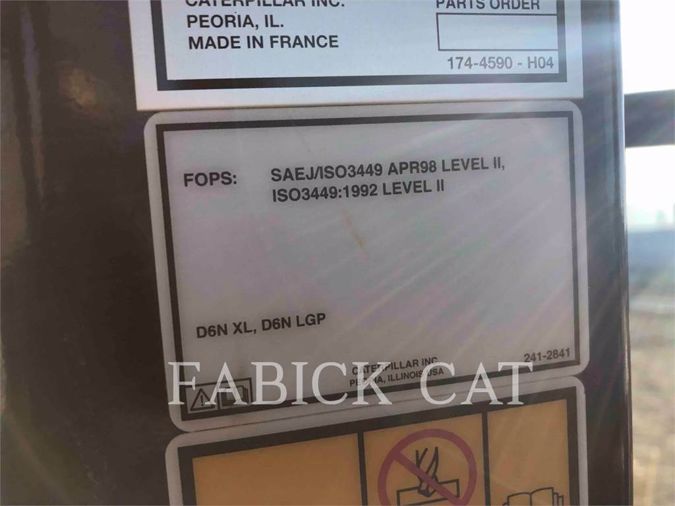 CATERPILLAR INC.
PEORIA, IL.
MADE IN FRANCE
PARTS ORDER
174-4590 - H04
FOPS: SAEJ/ISO3449 APR98 LEVEL II,
ISO3449:1992 LEVEL II
D6N XL, D6N LGP
CATERPILLAR INC.
PEORIA, ILLINOIS USA
241-2841
FABICK CAT